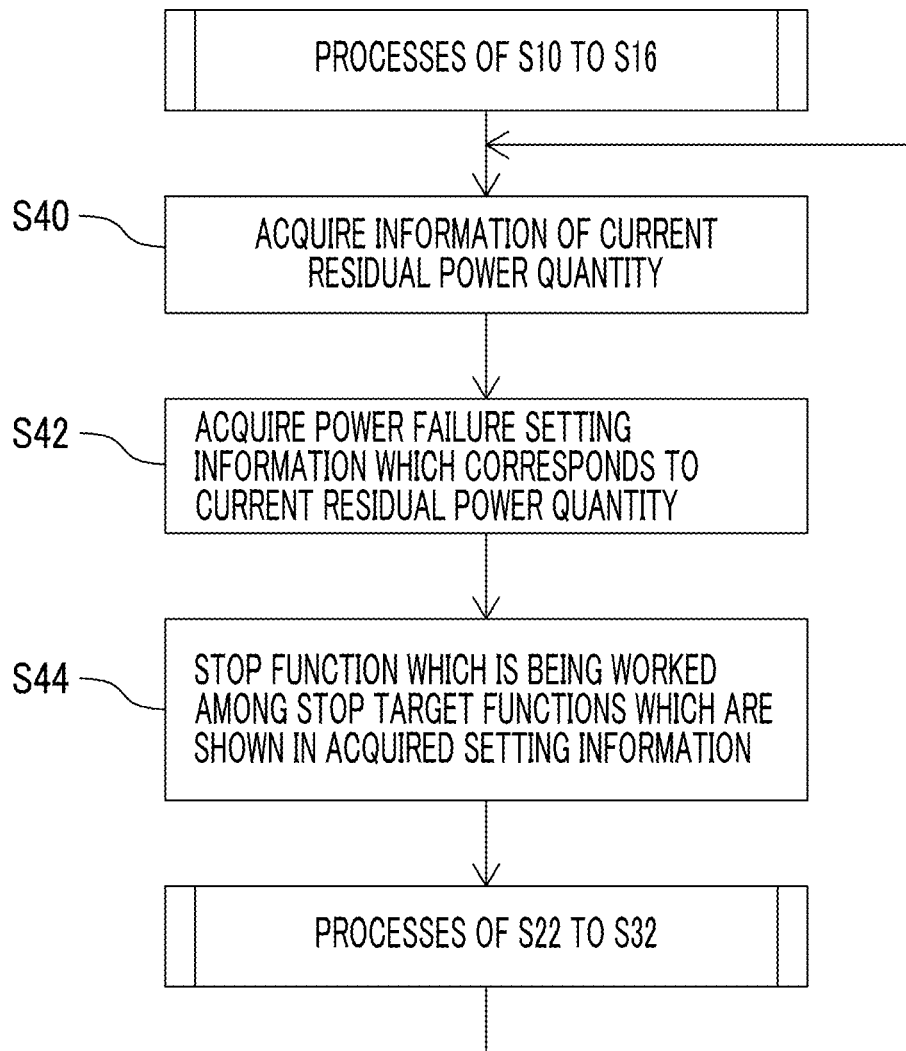 PROCESSES OF S10 TO S16
S40
ACQUIRE INFORMATION OF CURRENT
RESIDUAL POWER QUANTITY
S42
ACQUIRE POWER FAILURE SETTING
INFORMATION WHICH CORRESPONDS TO
CURRENT RESIDUAL POWER QUANTITY
S44
STOP FUNCTION WHICH IS BEING WORKED
AMONG STOP TARGET FUNCTIONS WHICH ARE
SHOWN IN ACQUIRED SETTING INFORMATION
PROCESSES OF S22 TO S32